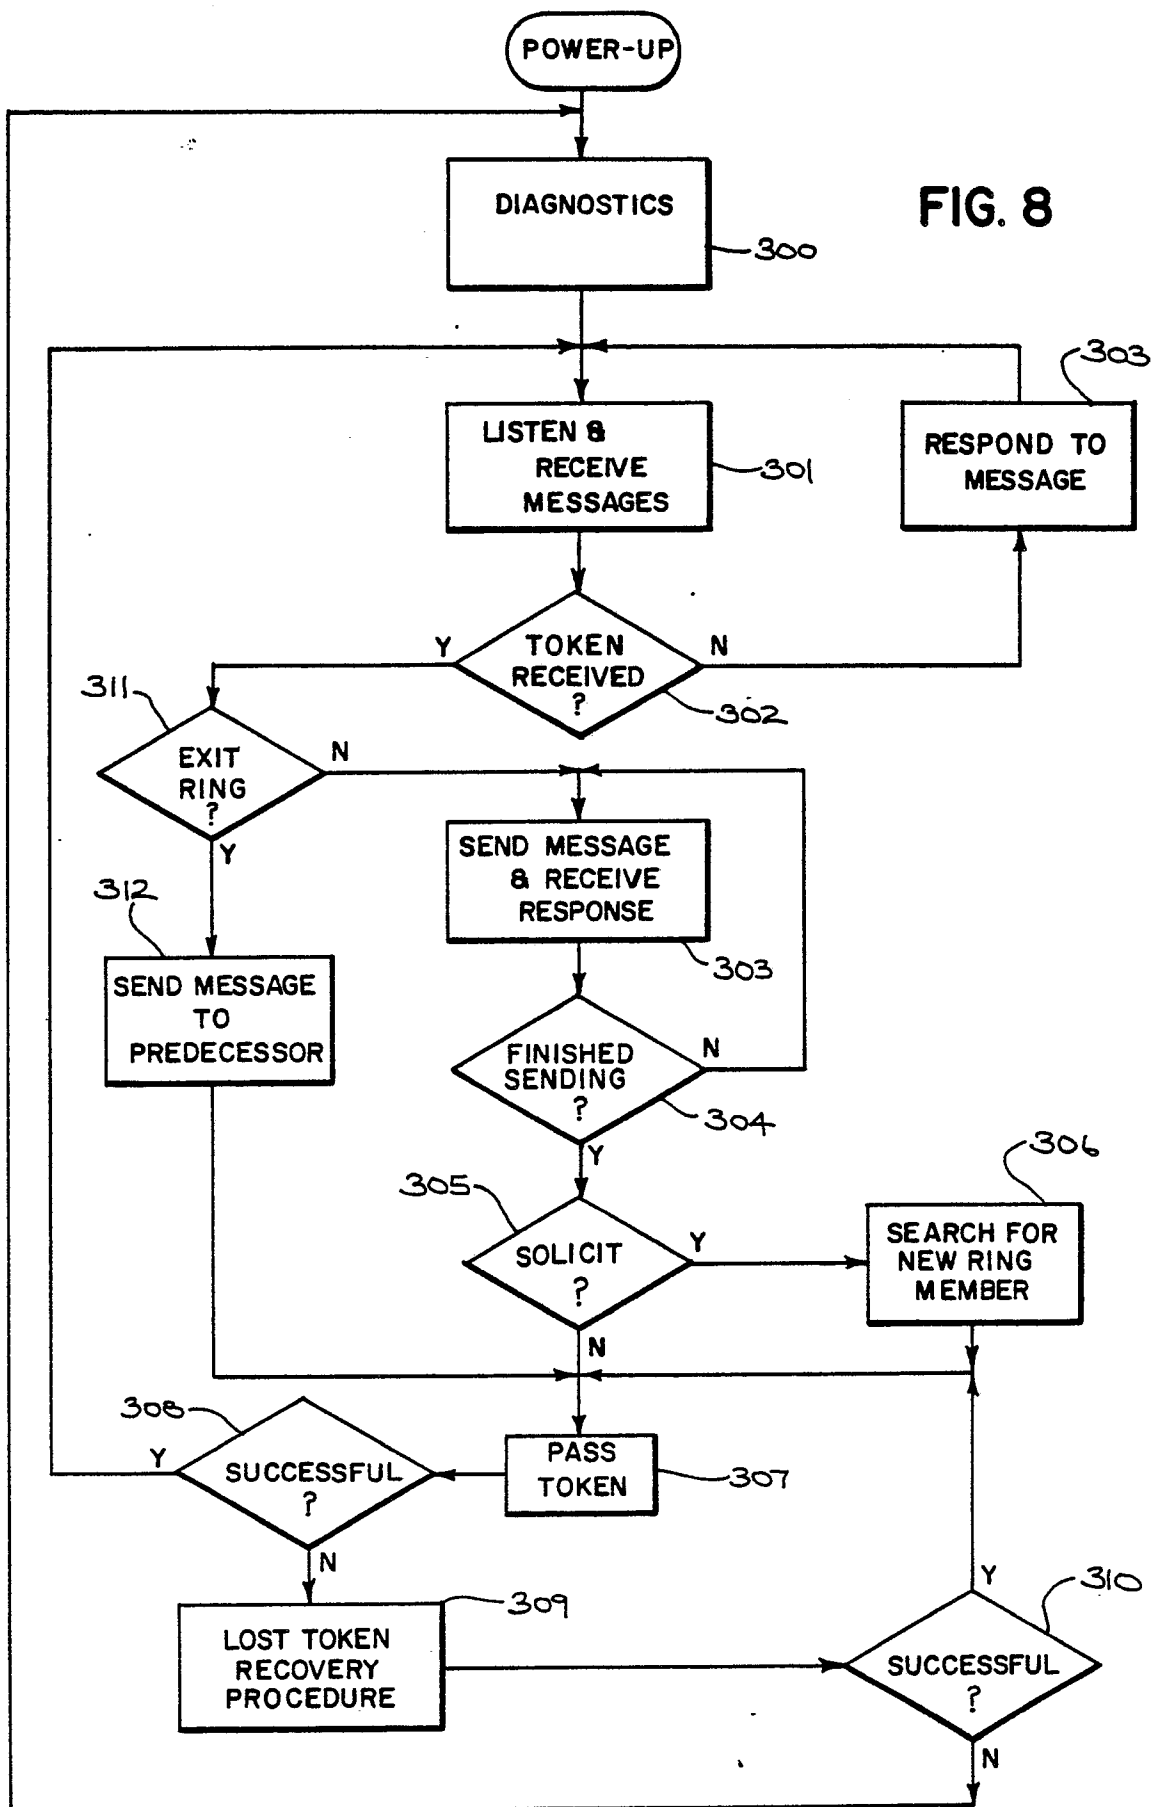 POWER-UP
DIAGNOSTICS
FIG. 8
300
303
LISTEN &
RECEIVE
MESSAGES
301
RESPOND TO
MESSAGE
Y
TOKEN
RECEIVED
?
N
302
311
EXIT
RING
?
N
Y
SEND MESSAGE
& RECEIVE
RESPONSE
303
312
SEND MESSAGE
TO
PREDECESSOR
FINISHED
SENDING
?
N
304
Y
305
SOLICIT
?
Y
N
306
SEARCH FOR
NEW RING
MEMBER
308
Y
SUCCESSFUL
?
N
PASS
TOKEN
307
309
LOST TOKEN
RECOVERY
PROCEDURE
Y
310
SUCCESSFUL
?
N